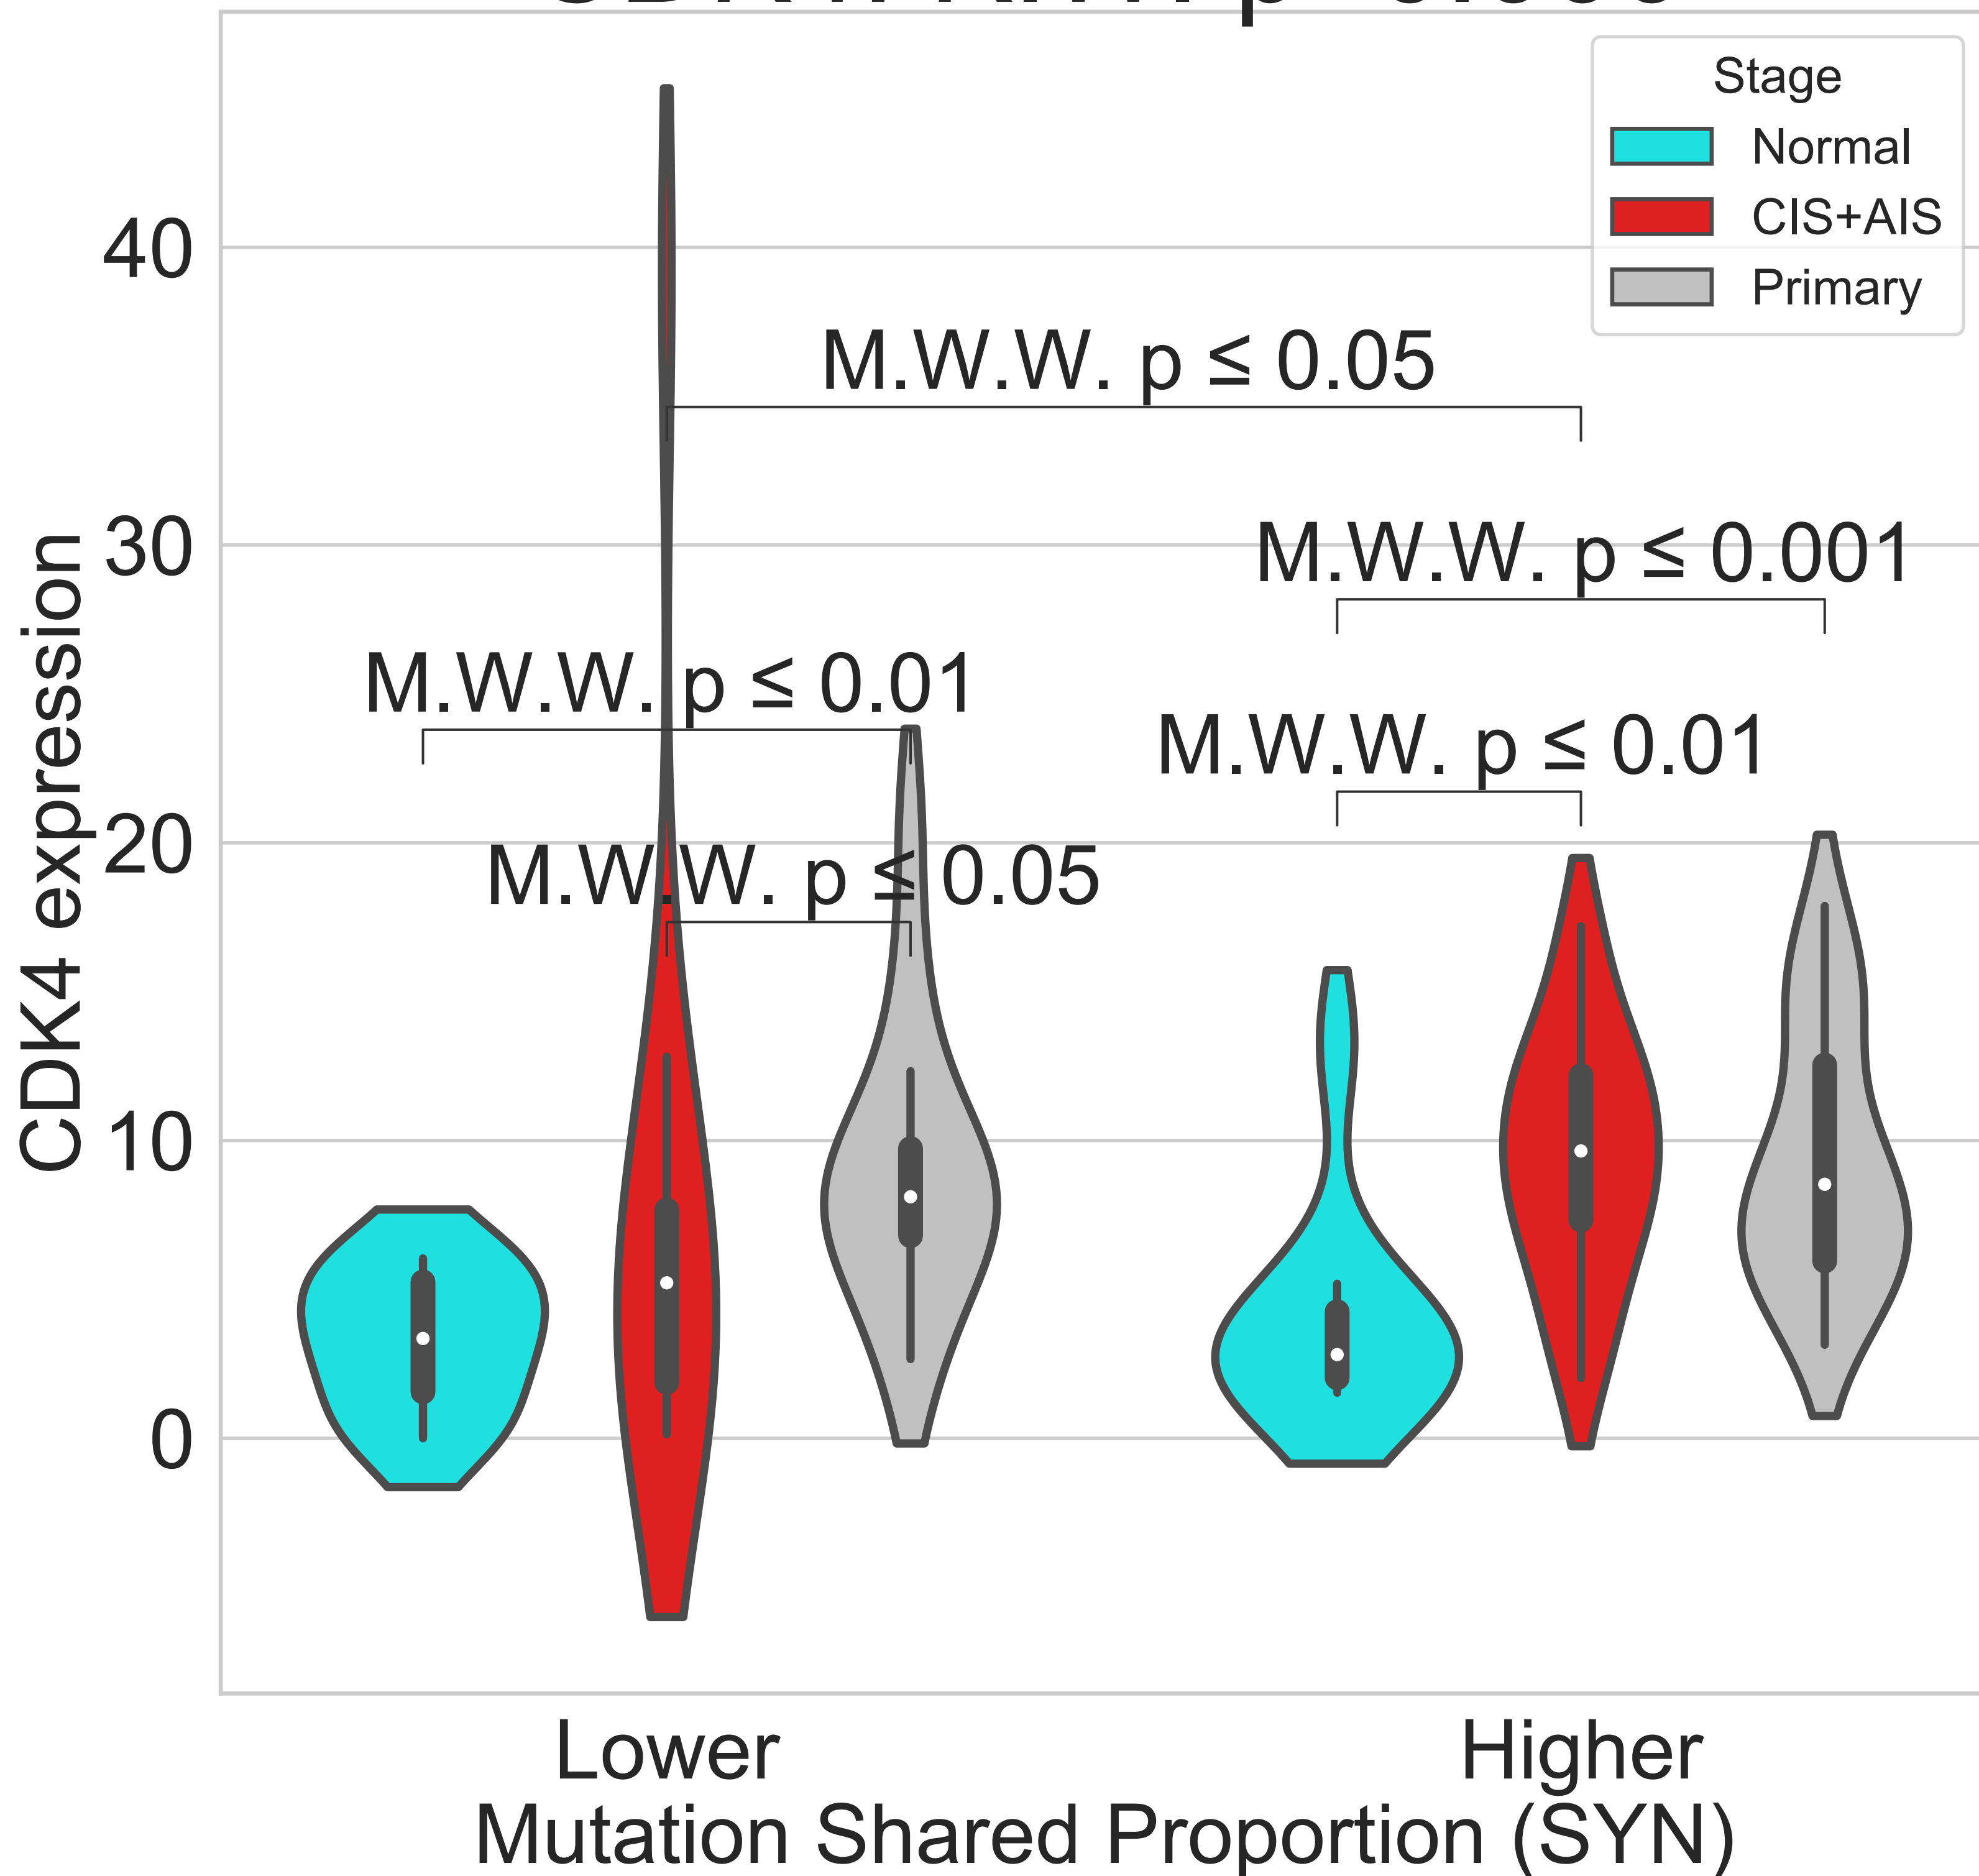 Stage
Normal
CIS+AIS
Primary
40
30
20
10
0
CDK4 expression
M.W.W. p ≤ 0.05
M.W.W. p ≤ 0.001
M.W.W. p ≤ 0.01
M.W.W. p ≤ 0.01
M.W.W. p ≤ 0.05
Lower
Higher
Mutation Shared Proportion (SYN)